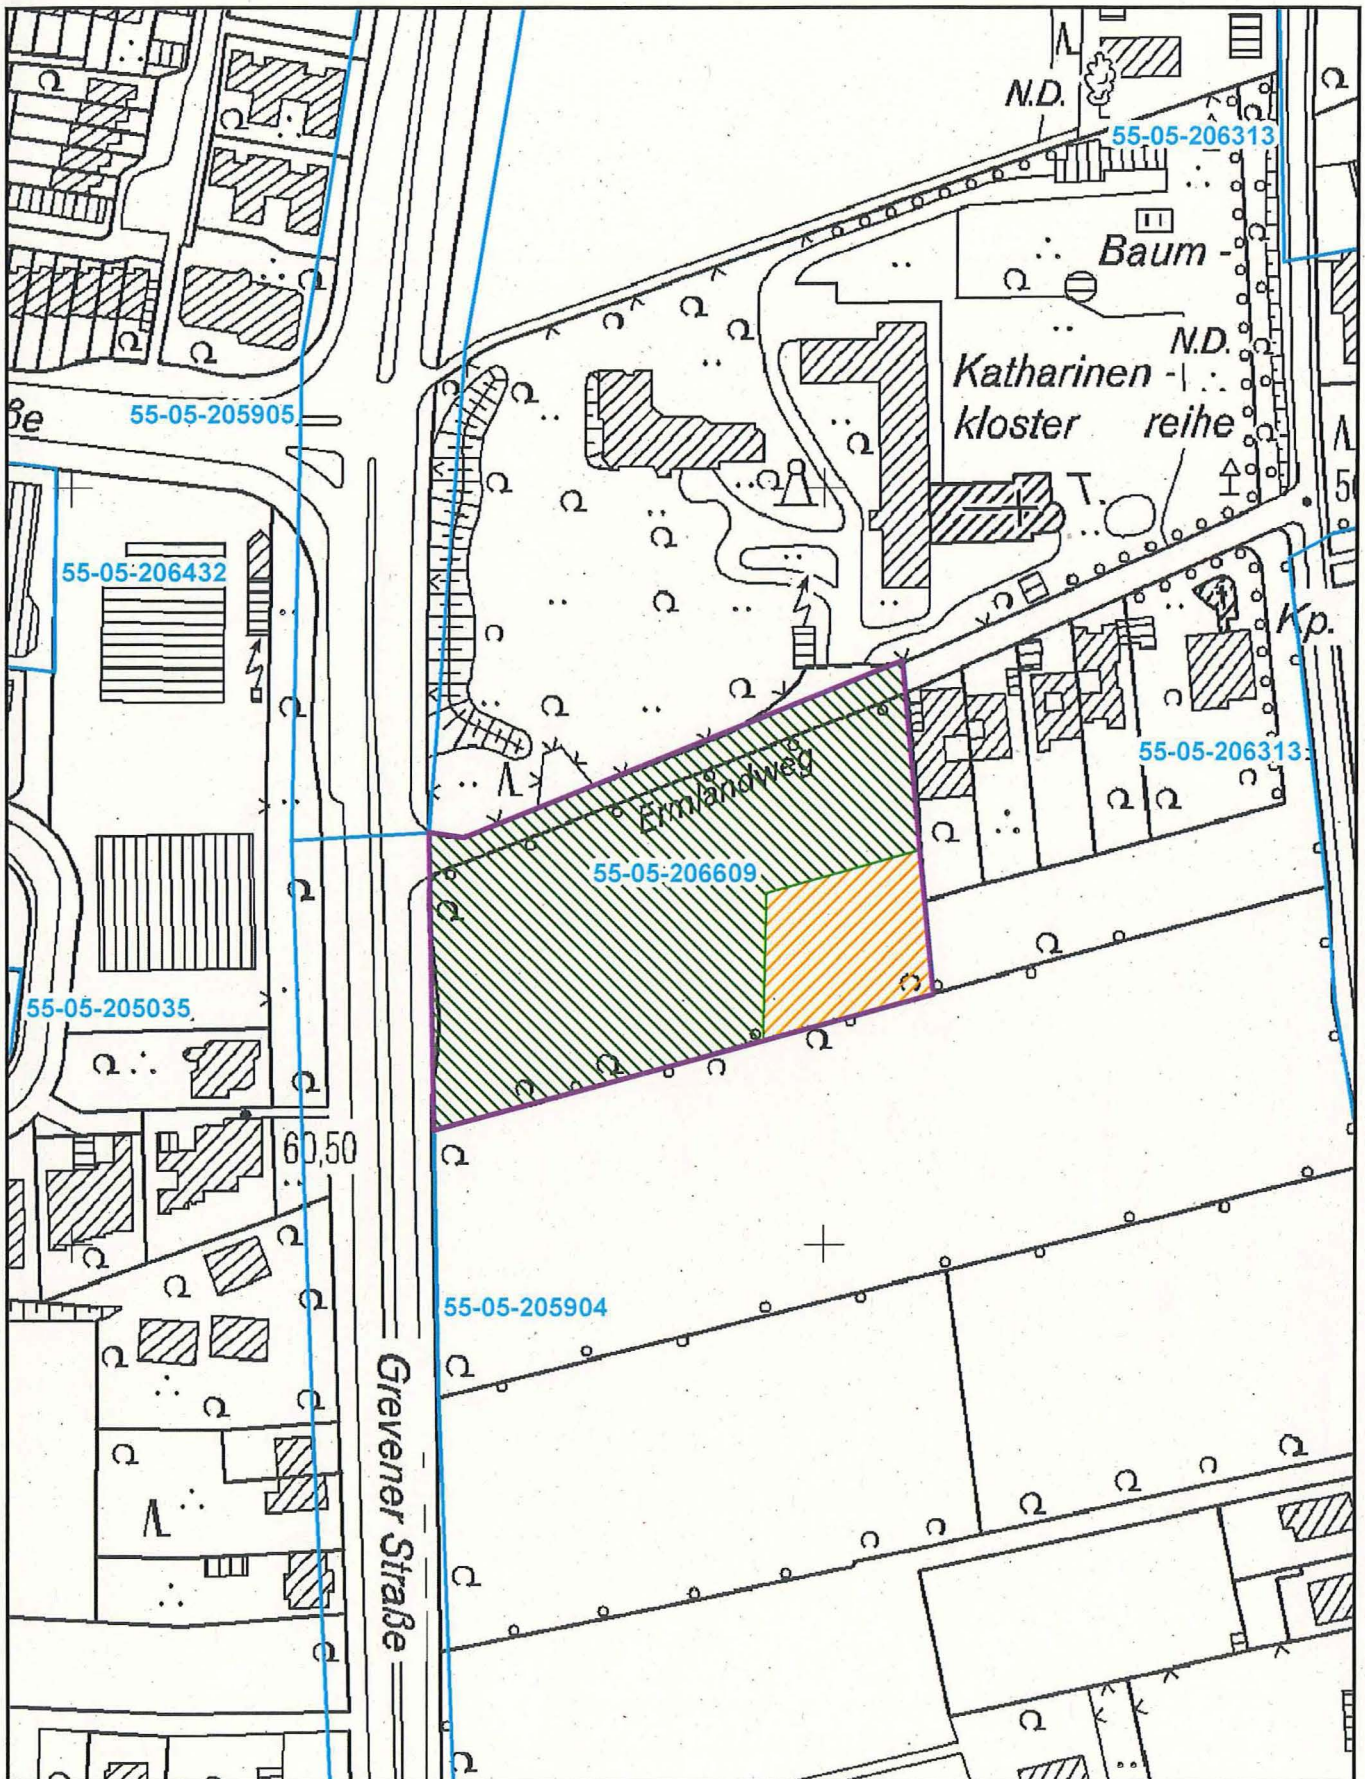 N.D.
55-05-206313
Baum -
N.D.
Katharinen -
kloster
reihe
55-05-205905
ße
55-05-206432
Kp.
55-05-206313
Ermlandweg
55-05-206609
55-05-205035
60,50
55-05-205904
Grevener Straße